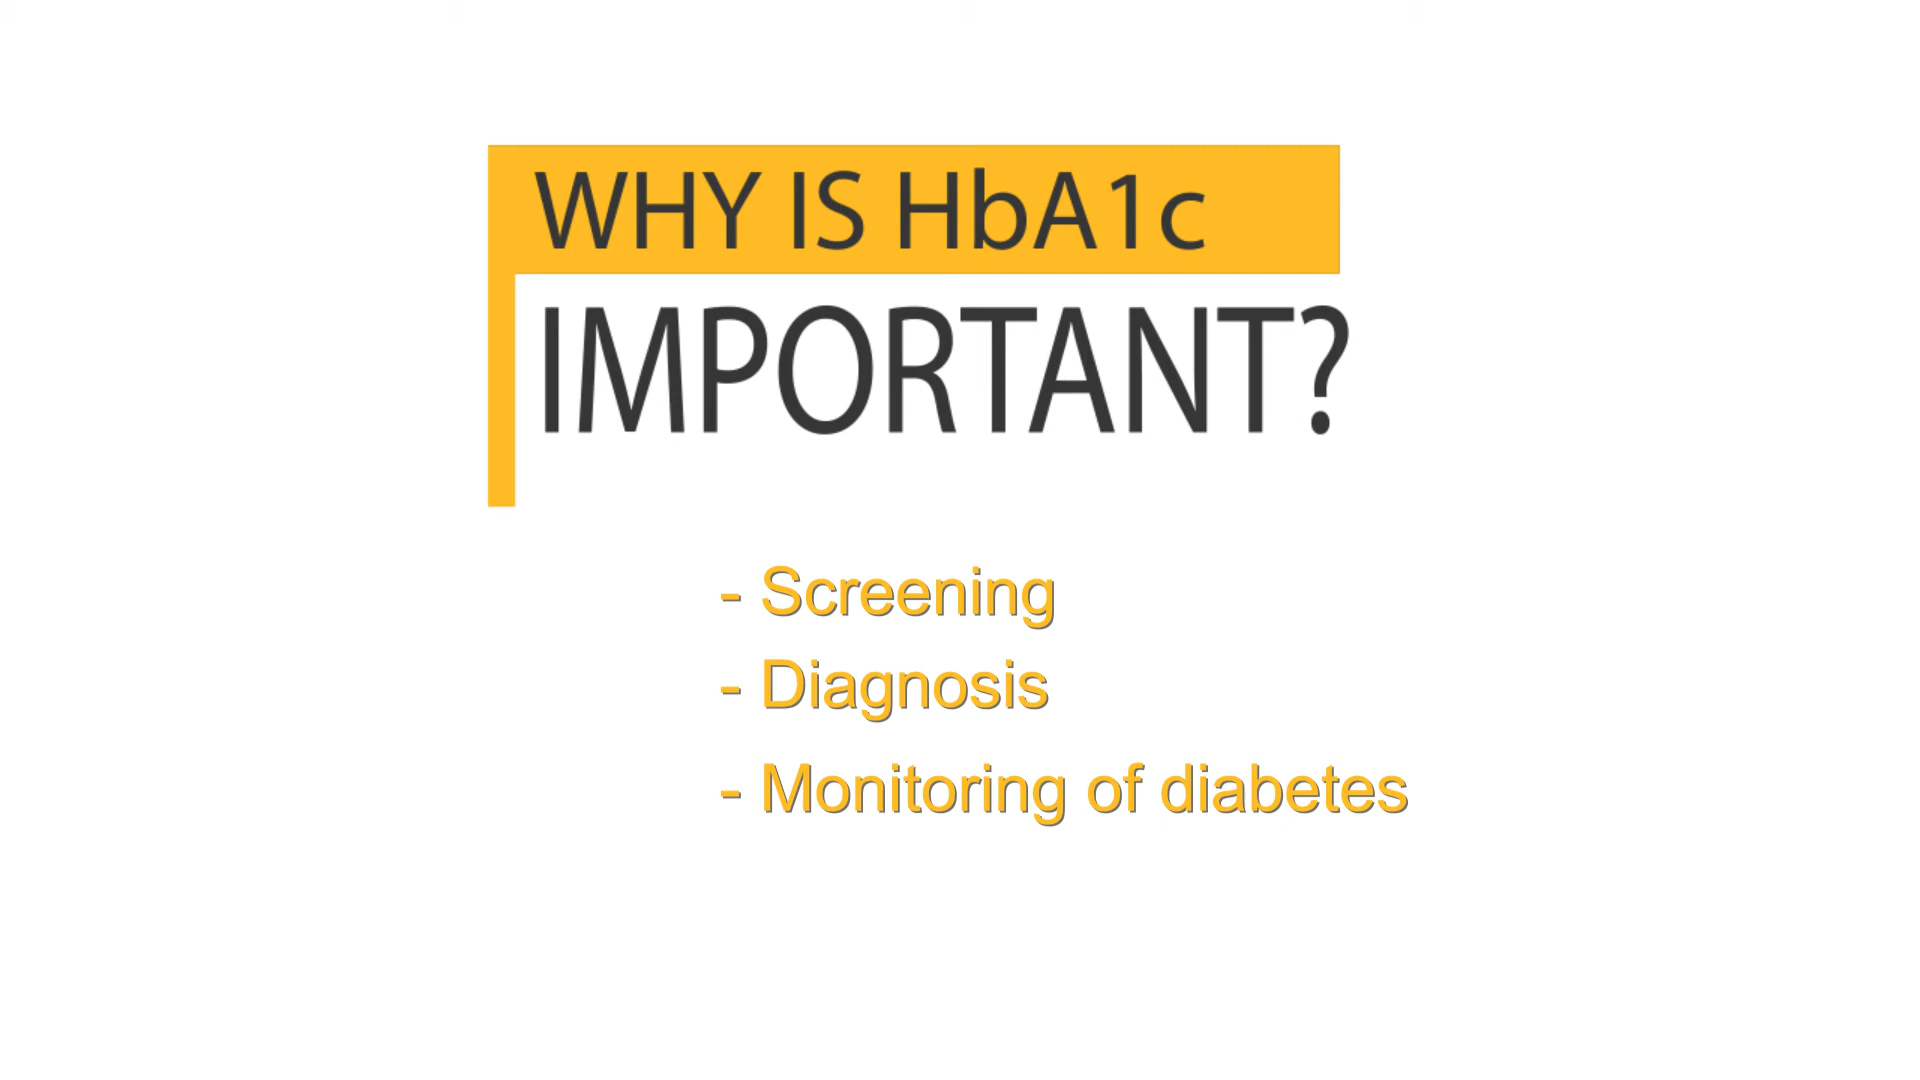 WHY IS HbA1c
IMPORTANT?
- Screening
- Diagnosis
- Monitoring of diabetes